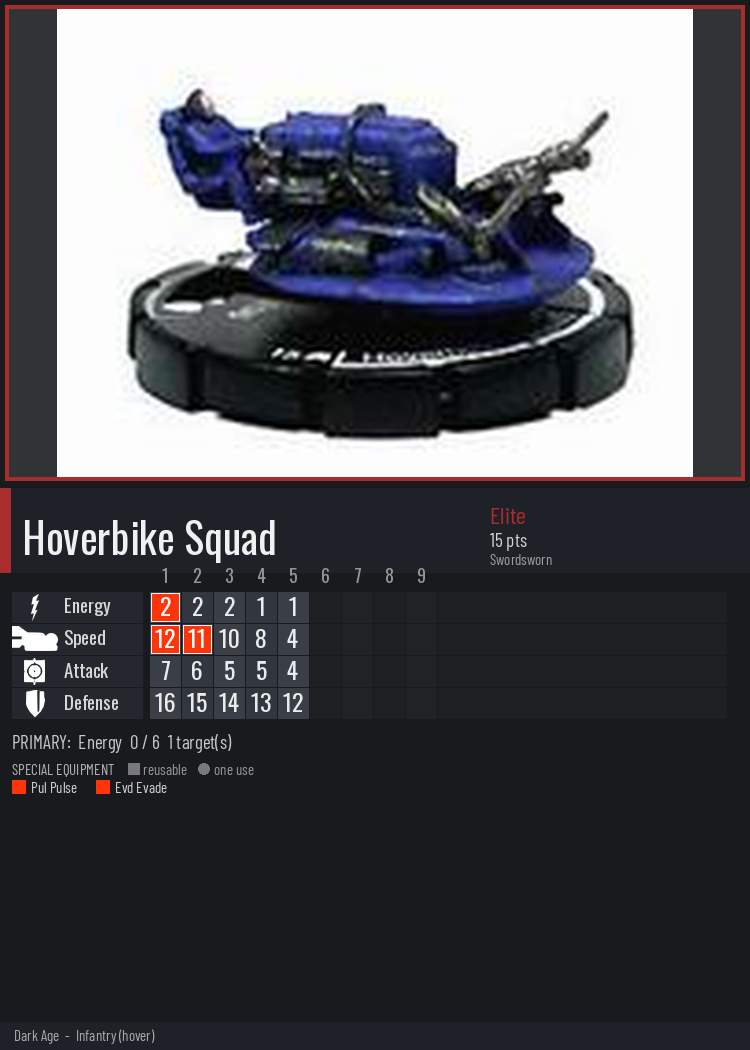 Hoverbike Squad
Elite
15 pts
Swordsworn
1 2 3 4 5 6 7 8 9
Energy 2 2 2 1 1
Speed 12 11 10 8 4
Attack 7 6 5 5 4
Defense 16 15 14 13 12
PRIMARY: Energy 0 / 6 1 target(s)
SPECIAL EQUIPMENT reusable one use
Pul Pulse Evd Evade
Dark Age - Infantry (hover)